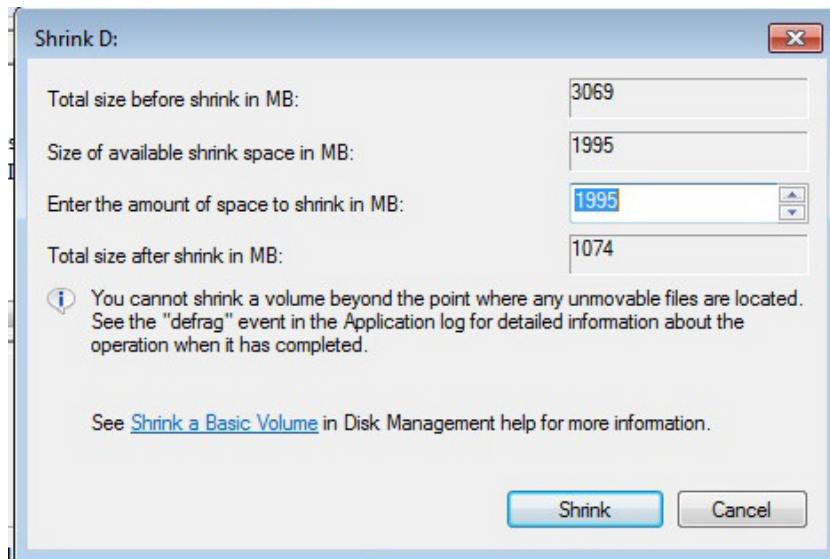 Shrink D:
Total size before shrink in MB: 3069
Size of available shrink space in MB: 1995
Enter the amount of space to shrink in MB: 1995
Total size after shrink in MB: 1074
You cannot shrink a volume beyond the point where any unmovable files are located.
See the "defrag" event in the Application log for detailed information about the
operation when it has completed.
See Shrink a Basic Volume in Disk Management help for more information.
Shrink Cancel